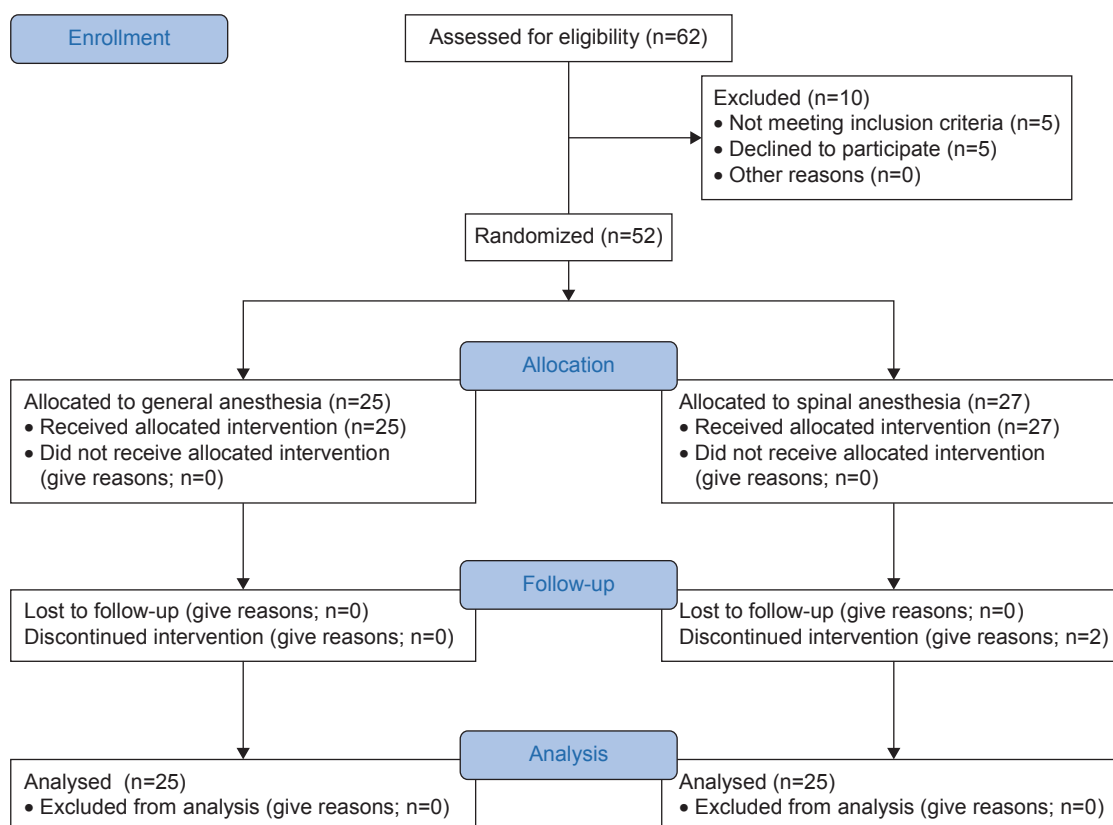 Enrollment
Assessed for eligibility (n=62)
Excluded (n=10)
• Not meeting inclusion criteria (n=5)
• Declined to participate (n=5)
• Other reasons (n=0)
Randomized (n=52)
Allocation
Allocated to general anesthesia (n=25)
• Received allocated intervention (n=25)
• Did not receive allocated intervention
(give reasons; n=0)
Allocated to spinal anesthesia (n=27)
• Received allocated intervention (n=27)
• Did not receive allocated intervention
(give reasons; n=0)
Follow-up
Lost to follow-up (give reasons; n=0)
Discontinued intervention (give reasons; n=0)
Lost to follow-up (give reasons; n=0)
Discontinued intervention (give reasons; n=2)
Analysis
Analysed (n=25)
• Excluded from analysis (give reasons; n=0)
Analysed (n=25)
• Excluded from analysis (give reasons; n=0)